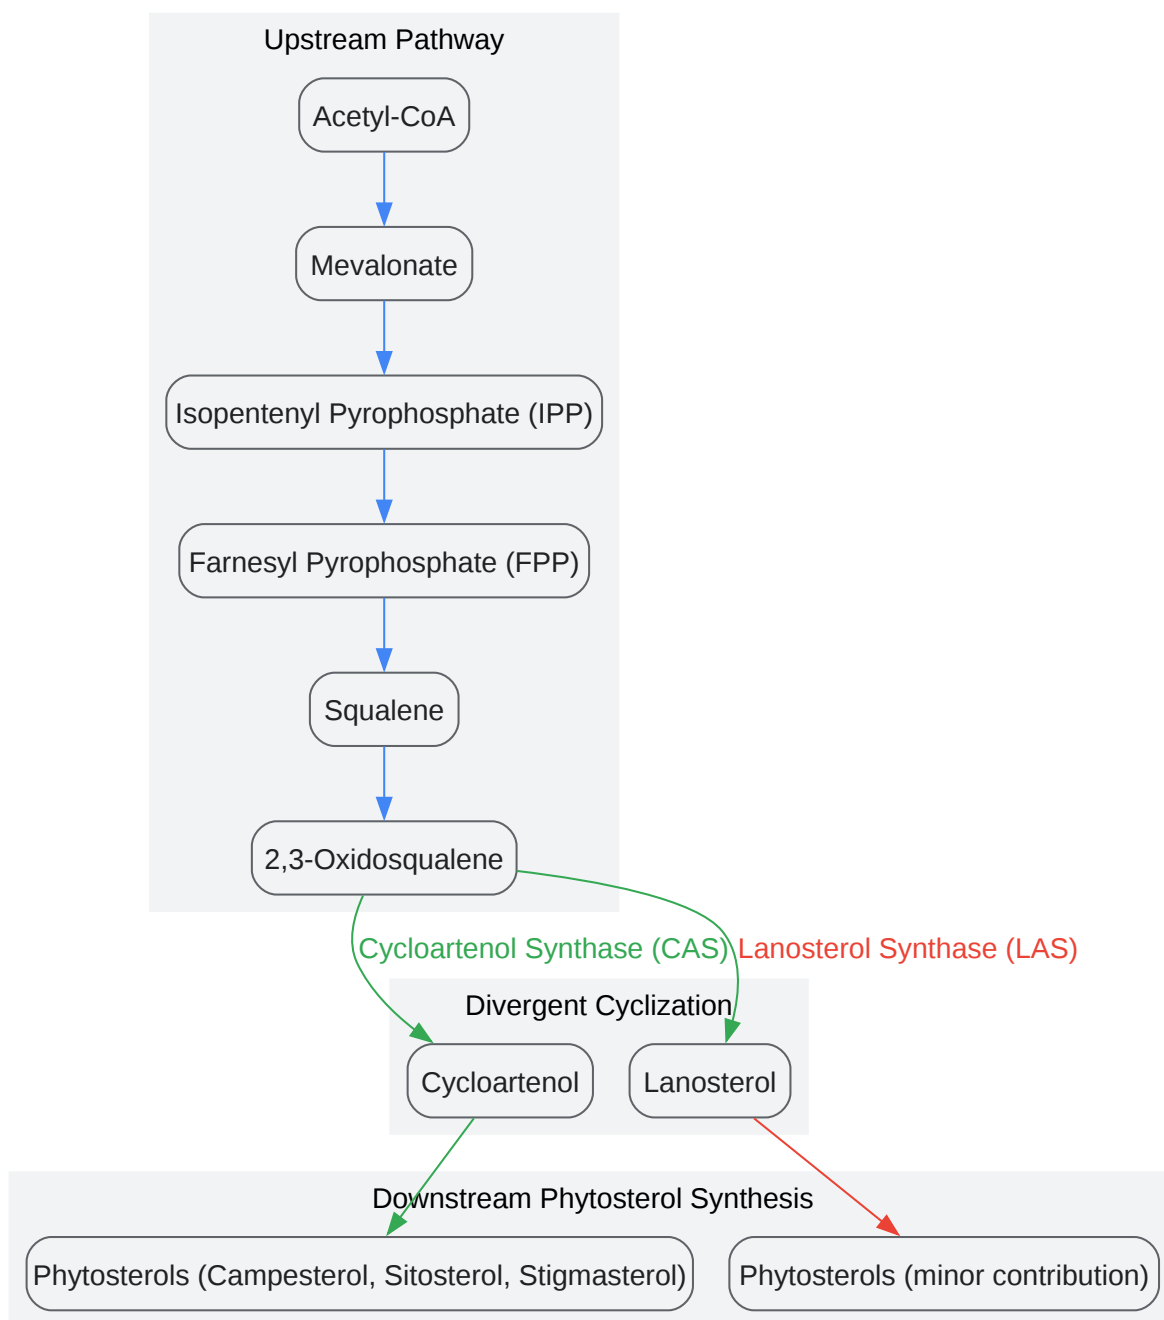 Upstream Pathway
Acetyl-CoA
Mevalonate
Isopentenyl Pyrophosphate (IPP)
Farnesyl Pyrophosphate (FPP)
Squalene
2,3-Oxidosqualene
Cycloartenol Synthase (CAS)
Lanosterol Synthase (LAS)
Divergent Cyclization
Cycloartenol
Lanosterol
Downstream Phytosterol Synthesis
Phytosterols (Campesterol, Sitosterol, Stigmasterol)
Phytosterols (minor contribution)